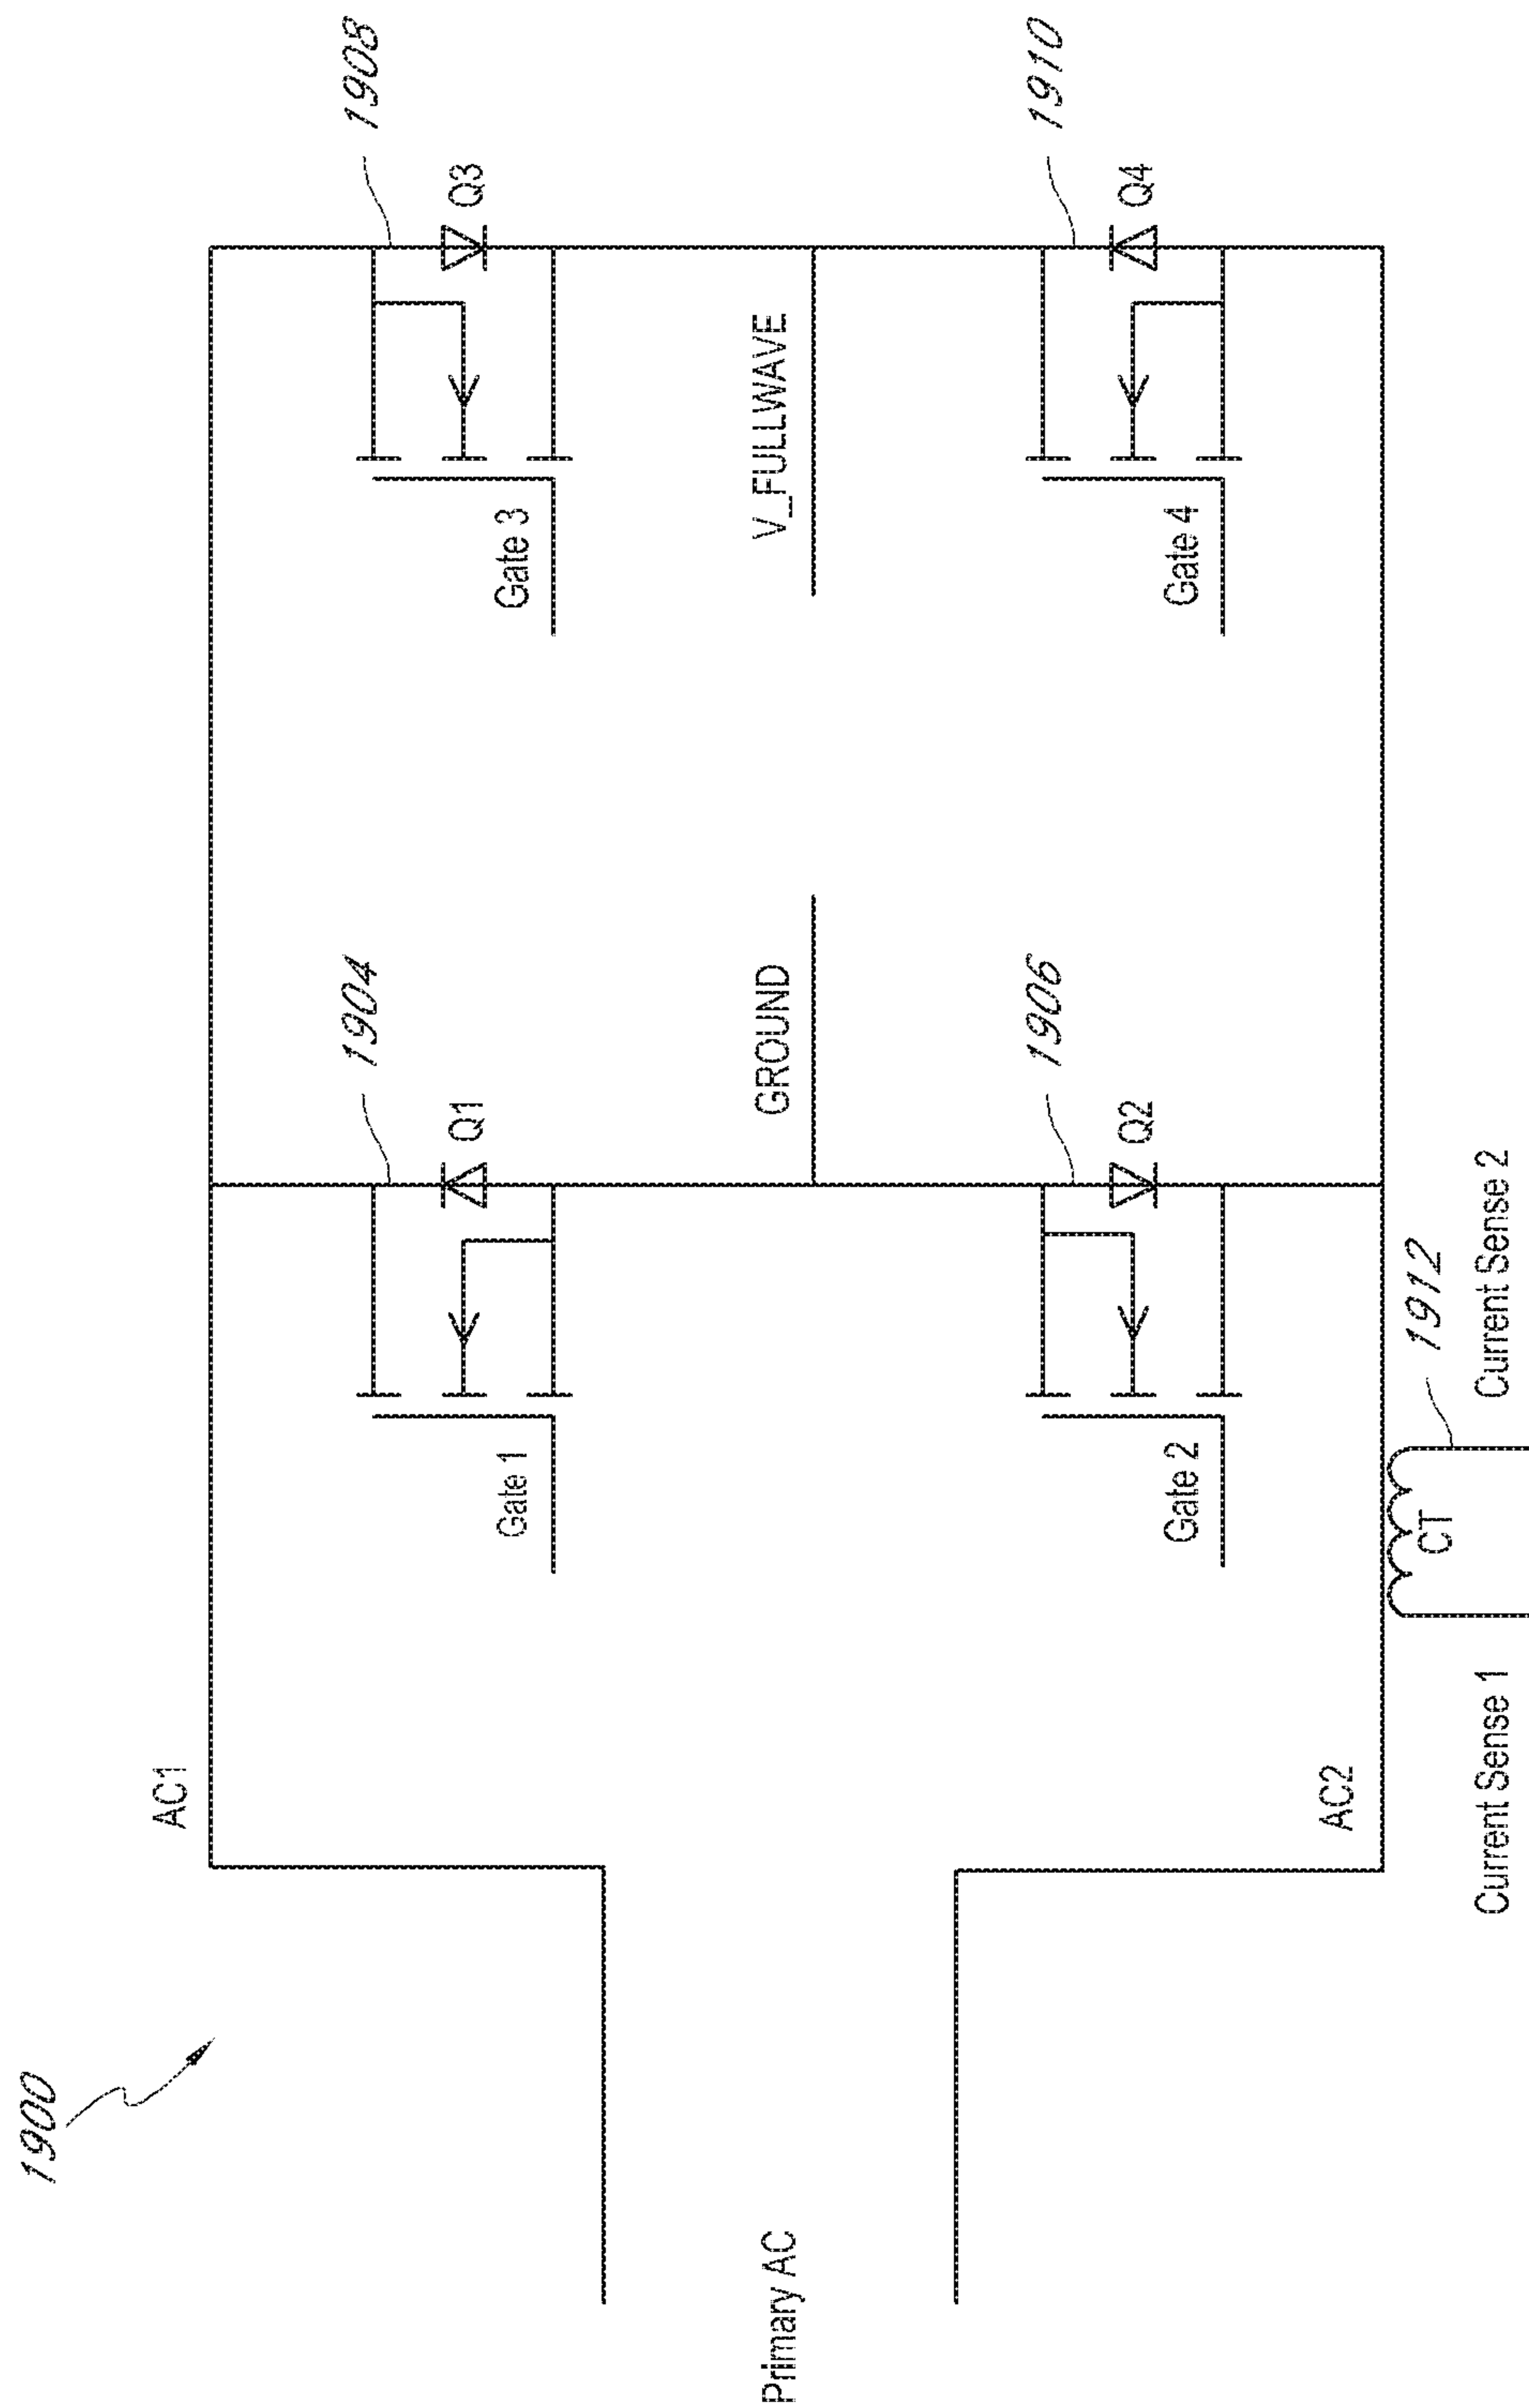 1900
Primary AC
AC1
AC2
Gate 1
Q1
1904
GROUND
Gate 2
Q2
1906
Gate 3
Q3
1908
V_FULLWAVE
Gate 4
Q4
1910
CT
1912
Current Sense 1
Current Sense 2